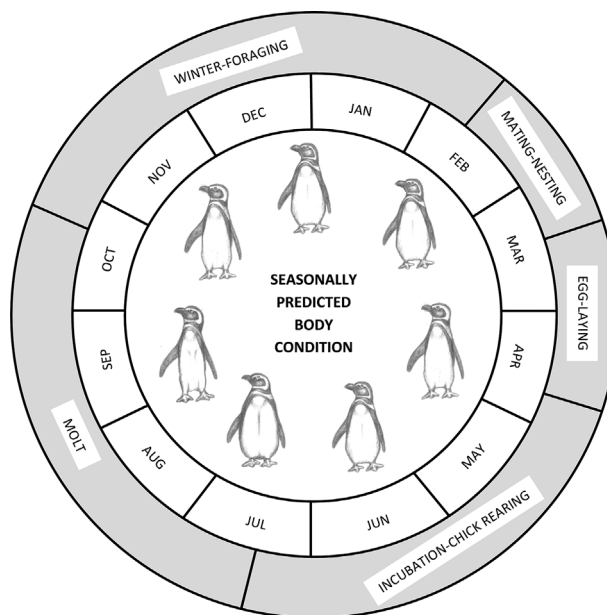 WINTER-FORAGING
MATING-NESTING
EGG-LAYING
INCUBATION-CHICK REARING
MOLT
JAN
FEB
MAR
APR
MAY
JUN
JUL
AUG
SEP
OCT
NOV
DEC
SEASONALLY
PREDICTED
BODY
CONDITION